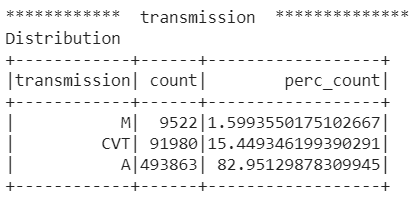 ************  transmission  **************
Distribution
+------------+------+------------------+
|transmission| count|        perc_count|
+------------+------+------------------+
|           M|  9522|1.5993550175102667|
|         CVT| 91980|15.449346199390291|
|           A|493863| 82.95129878309945|
+------------+------+------------------+